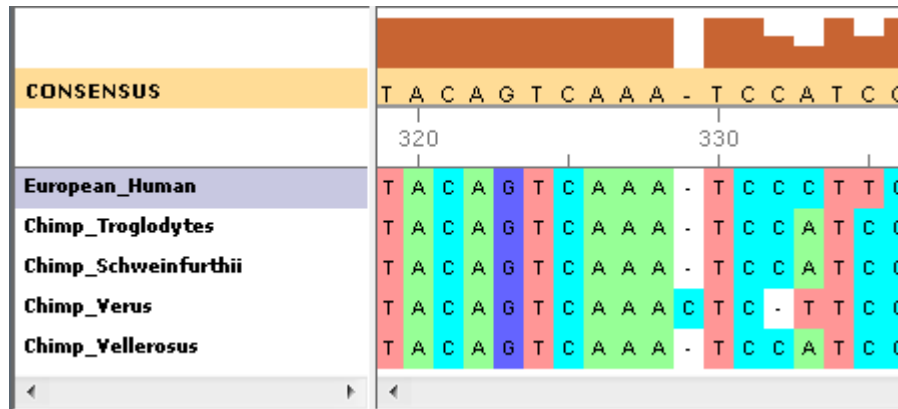 CONSENSUS T A C A G T C A A A - T C C A T C
320 330
European_Human T A C A G T C A A A - T C C C T T
Chimp_Troglodytes T A C A G T C A A A - T C C A T C
Chimp_Schweinfurthii T A C A G T C A A A - T C C A T C
Chimp_Verus T A C A G T C A A A C T C - T T C
Chimp_Vellerosus T A C A G T C A A A - T C C A T C